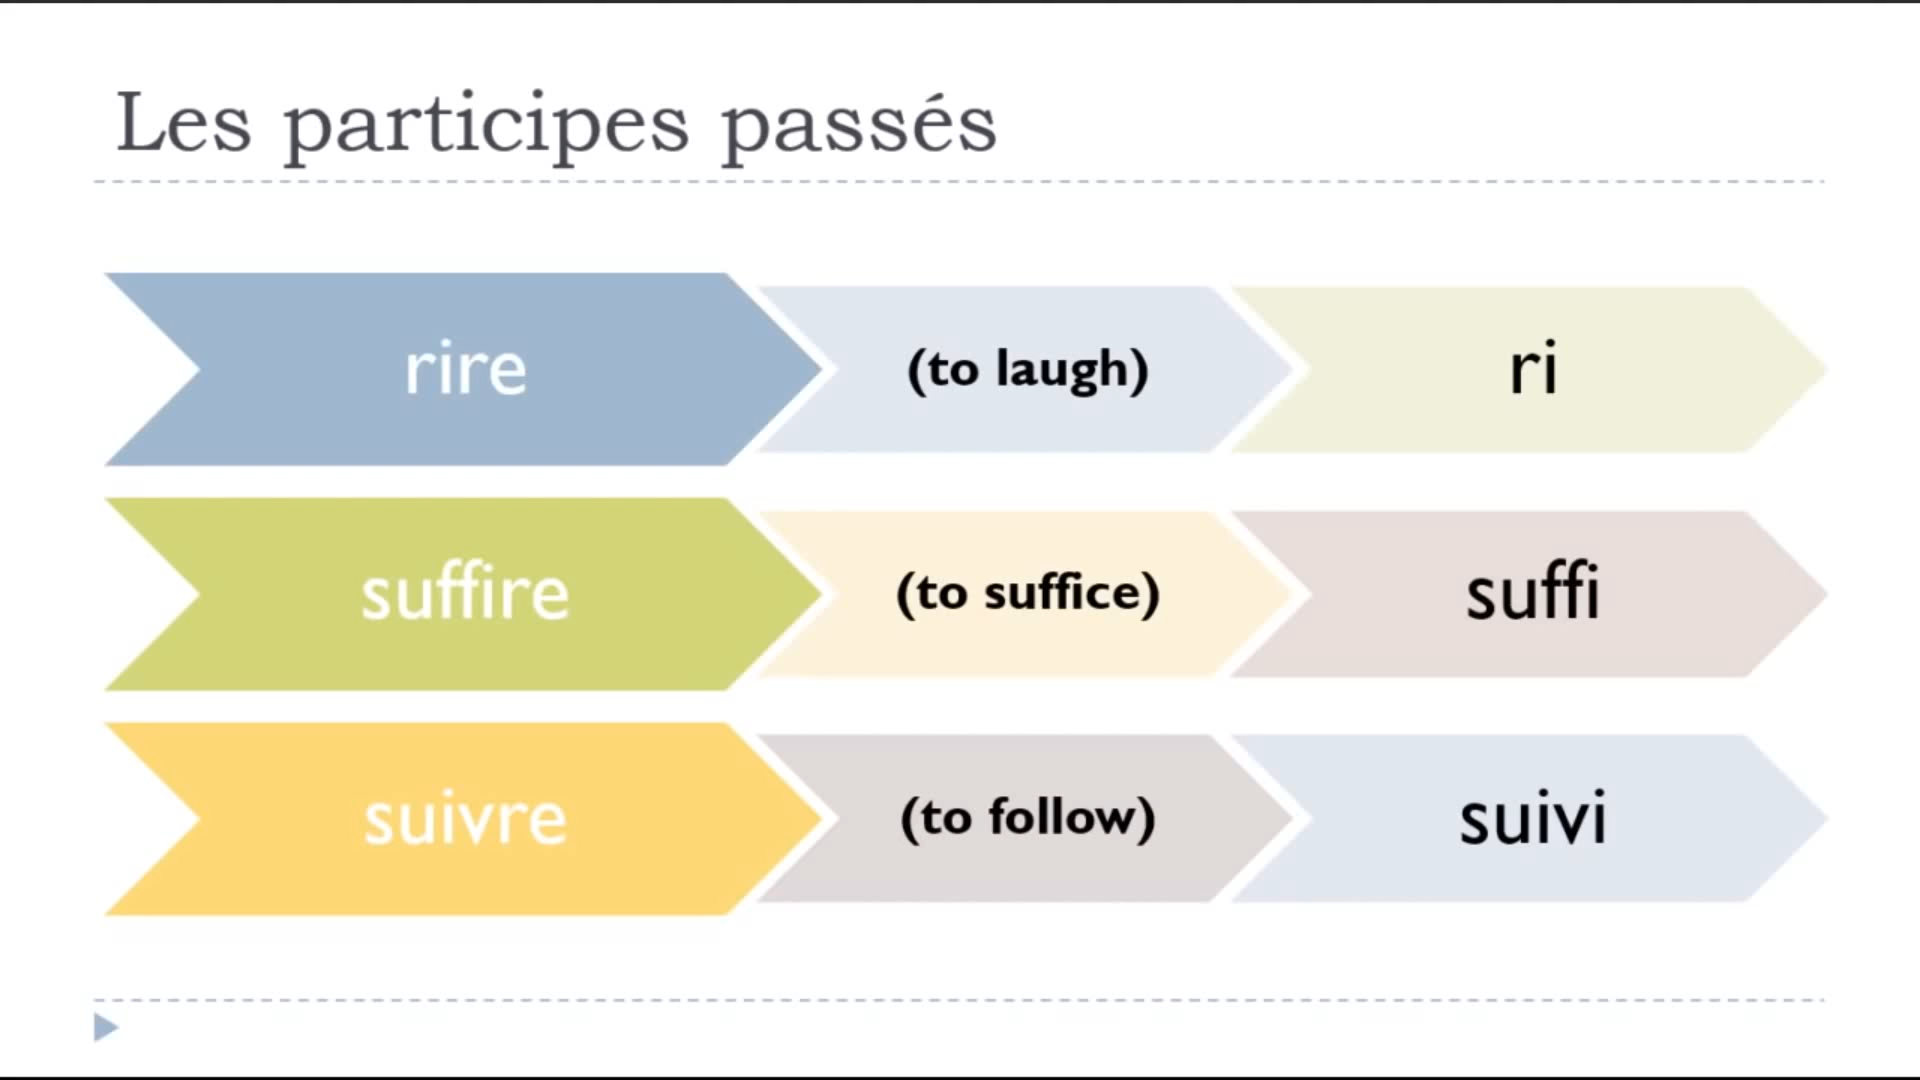 Les participes passés
rire (to laugh) ri
suffire (to suffice) suffi
suivre (to follow) suivi